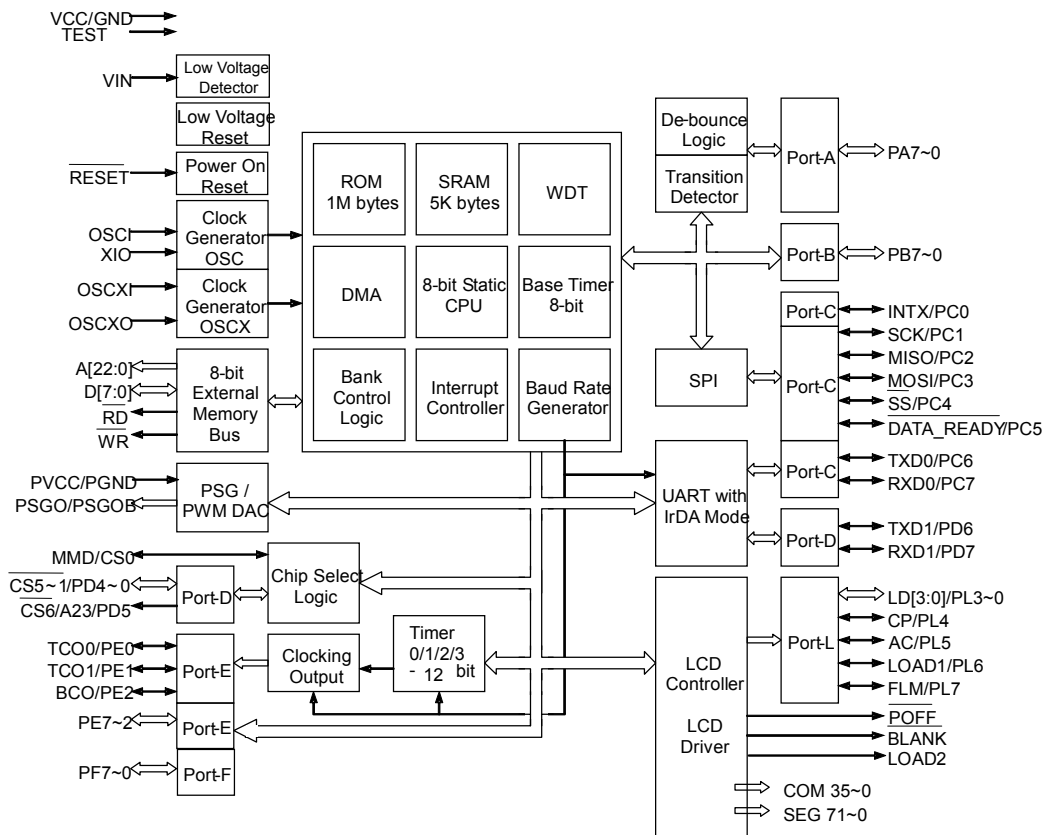 VCC/GND
TEST
VIN
Low Voltage
Detector
Low Voltage
Reset
RESET
Power On
Reset
OSCI
XIO
Clock
Generator
OSC
OSCXI
OSCXO
Clock
Generator
OSCX
A[22:0]
D[7:0]
RD
WR
8-bit
External
Memory
Bus
PVCC/PGND
PSGO/PSGOB
PSG /
PWM DAC
MMD/CS0
CS5~1/PD4~0
CS6/A23/PD5
Port-D
Chip Select
Logic
TCO0/PE0
TCO1/PE1
BCO/PE2
Port-E
Clocking
Output
Timer
0/1/2/3
- 12 bit
PE7~2
Port-E
PF7~0
Port-F
ROM
1M bytes
SRAM
5K bytes
WDT
DMA
8-bit Static
CPU
Base Timer
8-bit
Bank
Control
Logic
Interrupt
Controller
Baud Rate
Generator
De-bounce
Logic
Transition
Detector
Port-A
PA7~0
Port-B
PB7~0
SPI
Port-C
INTX/PC0
SCK/PC1
MISO/PC2
Port-C
MOSI/PC3
SS/PC4
DATA_READY/PC5
UART with
IrDA Mode
Port-C
TXD0/PC6
RXD0/PC7
Port-D
TXD1/PD6
RXD1/PD7
LCD
Controller
LCD
Driver
Port-L
LD[3:0]/PL3~0
CP/PL4
AC/PL5
LOAD1/PL6
FLM/PL7
POFF
BLANK
LOAD2
COM 35~0
SEG 71~0